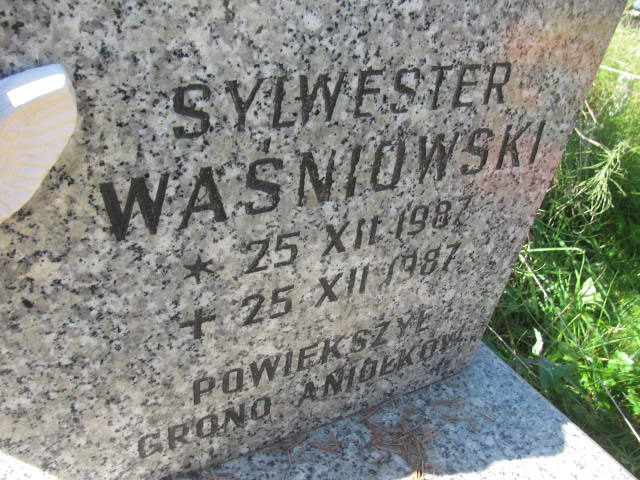 SYLWESTER
WAŚNIOWSKI
* 25 XII 1987
+ 25 XII 1987
POWIĘKSZYŁ
GRONO ANIOŁKÓW